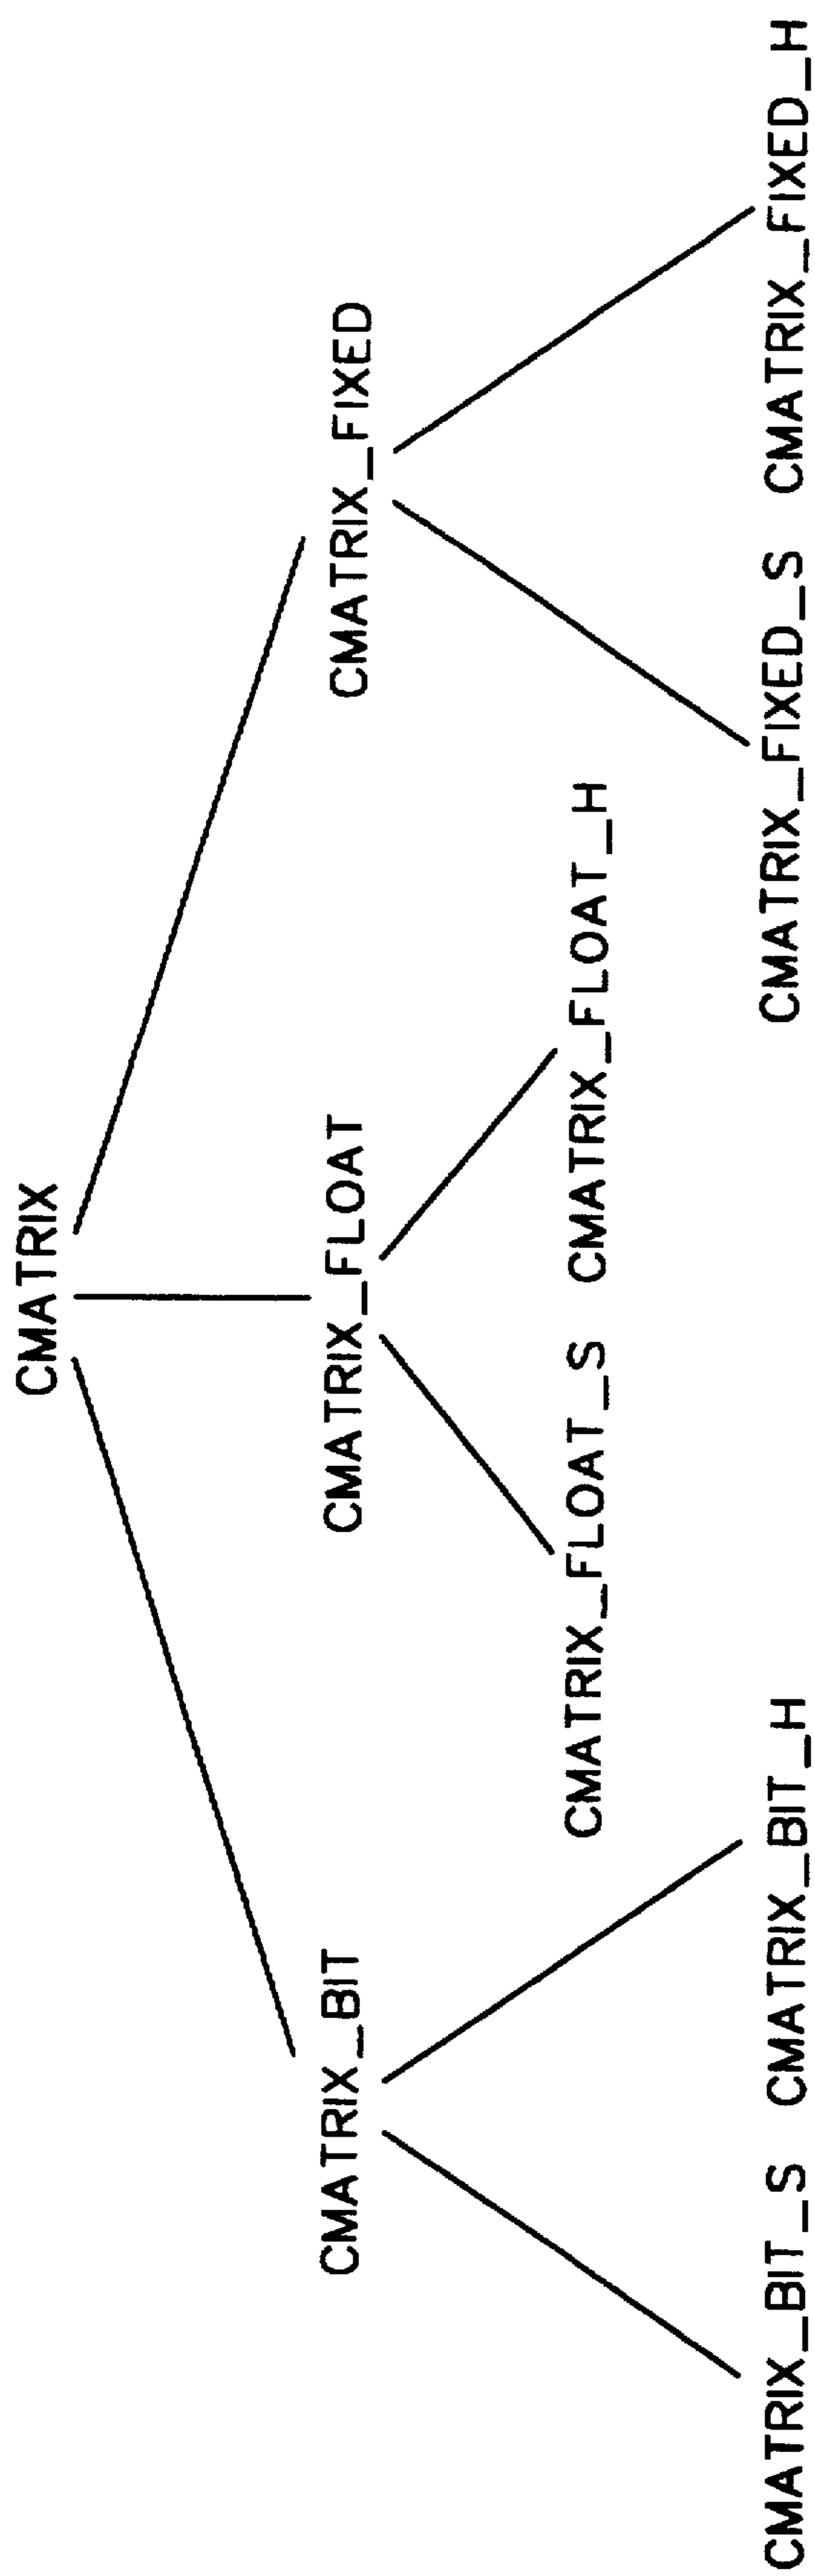 CMATRIX
CMATRIX_BIT
CMATRIX_FLOAT
CMATRIX_FIXED
CMATRIX_FLOAT_S
CMATRIX_FLOAT_H
CMATRIX_BIT_S
CMATRIX_BIT_H
CMATRIX_FIXED_S
CMATRIX_FIXED_H